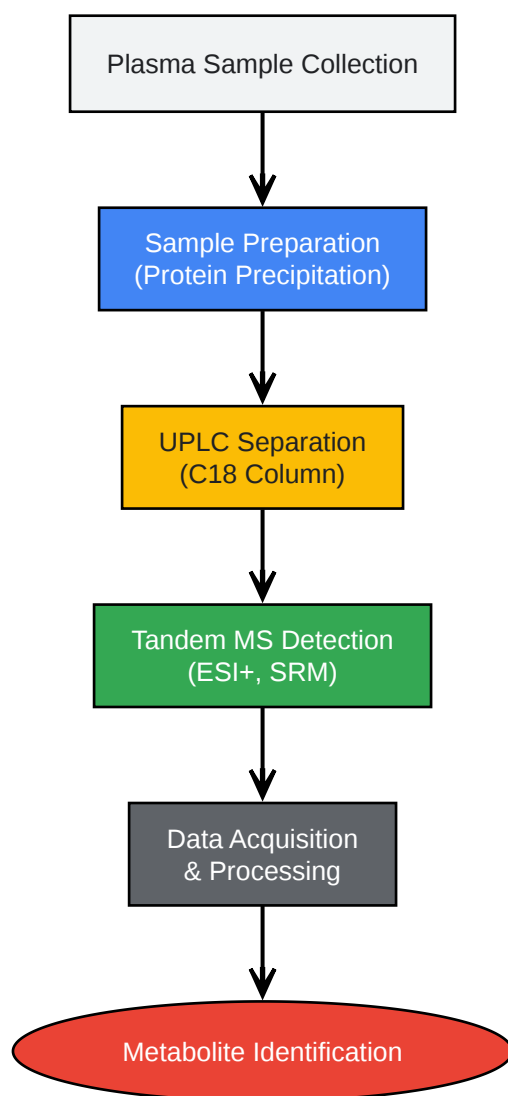 Plasma Sample Collection
Sample Preparation
(Protein Precipitation)
UPLC Separation
(C18 Column)
Tandem MS Detection
(ESI+, SRM)
Data Acquisition
& Processing
Metabolite Identification